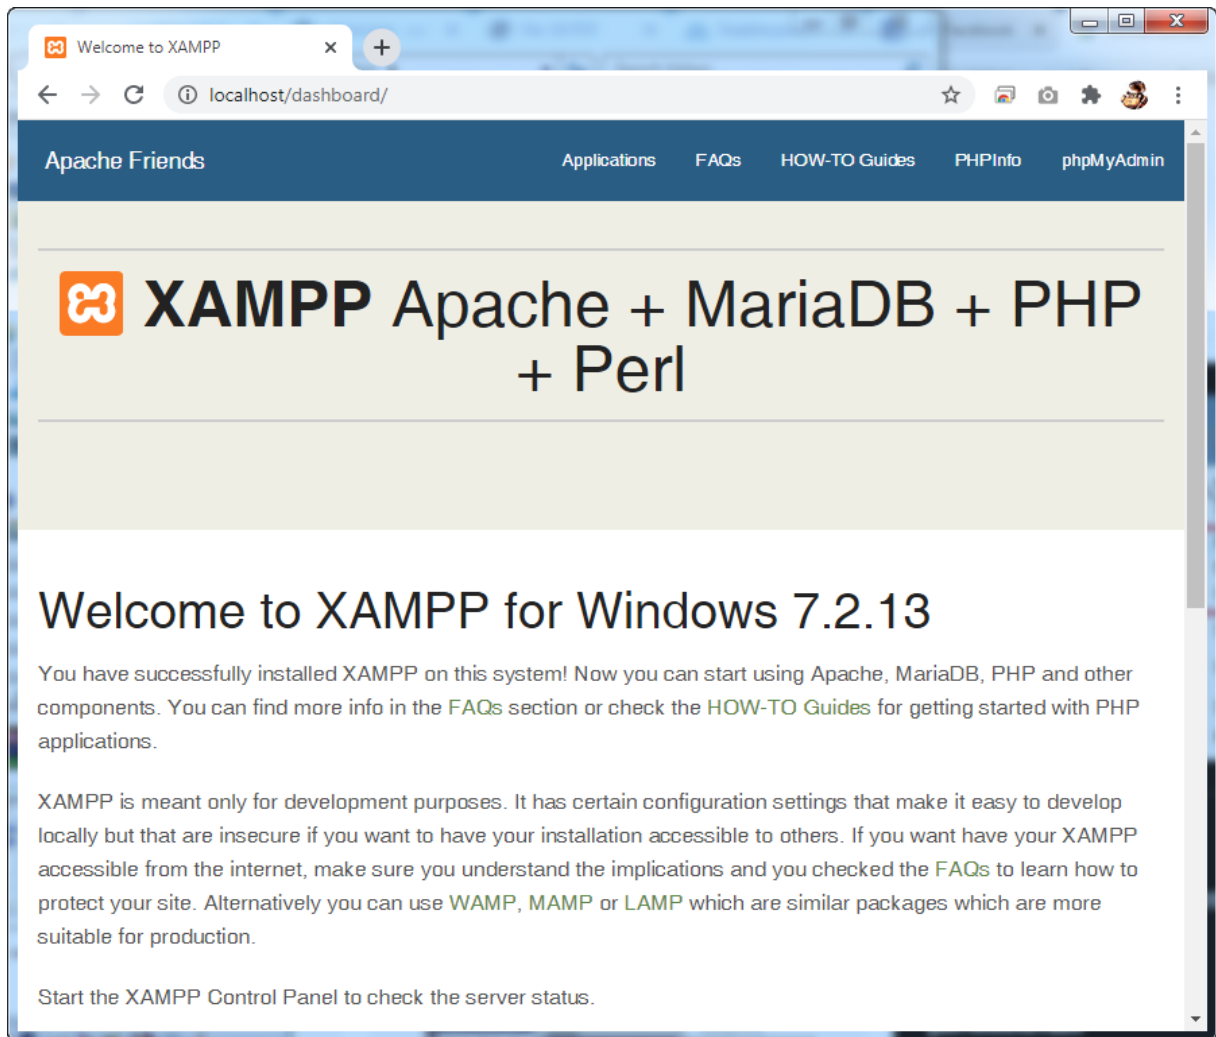 Welcome to XAMPP
localhost/dashboard/
Apache Friends
Applications
FAQs
HOW-TO Guides
PHPInfo
phpMyAdmin
XAMPP Apache + MariaDB + PHP
+ Perl
Welcome to XAMPP for Windows 7.2.13
You have successfully installed XAMPP on this system! Now you can start using Apache, MariaDB, PHP and other
components. You can find more info in the FAQs section or check the HOW-TO Guides for getting started with PHP
applications.
XAMPP is meant only for development purposes. It has certain configuration settings that make it easy to develop
locally but that are insecure if you want to have your installation accessible to others. If you want have your XAMPP
accessible from the internet, make sure you understand the implications and you checked the FAQs to learn how to
protect your site. Alternatively you can use WAMP, MAMP or LAMP which are similar packages which are more
suitable for production.
Start the XAMPP Control Panel to check the server status.